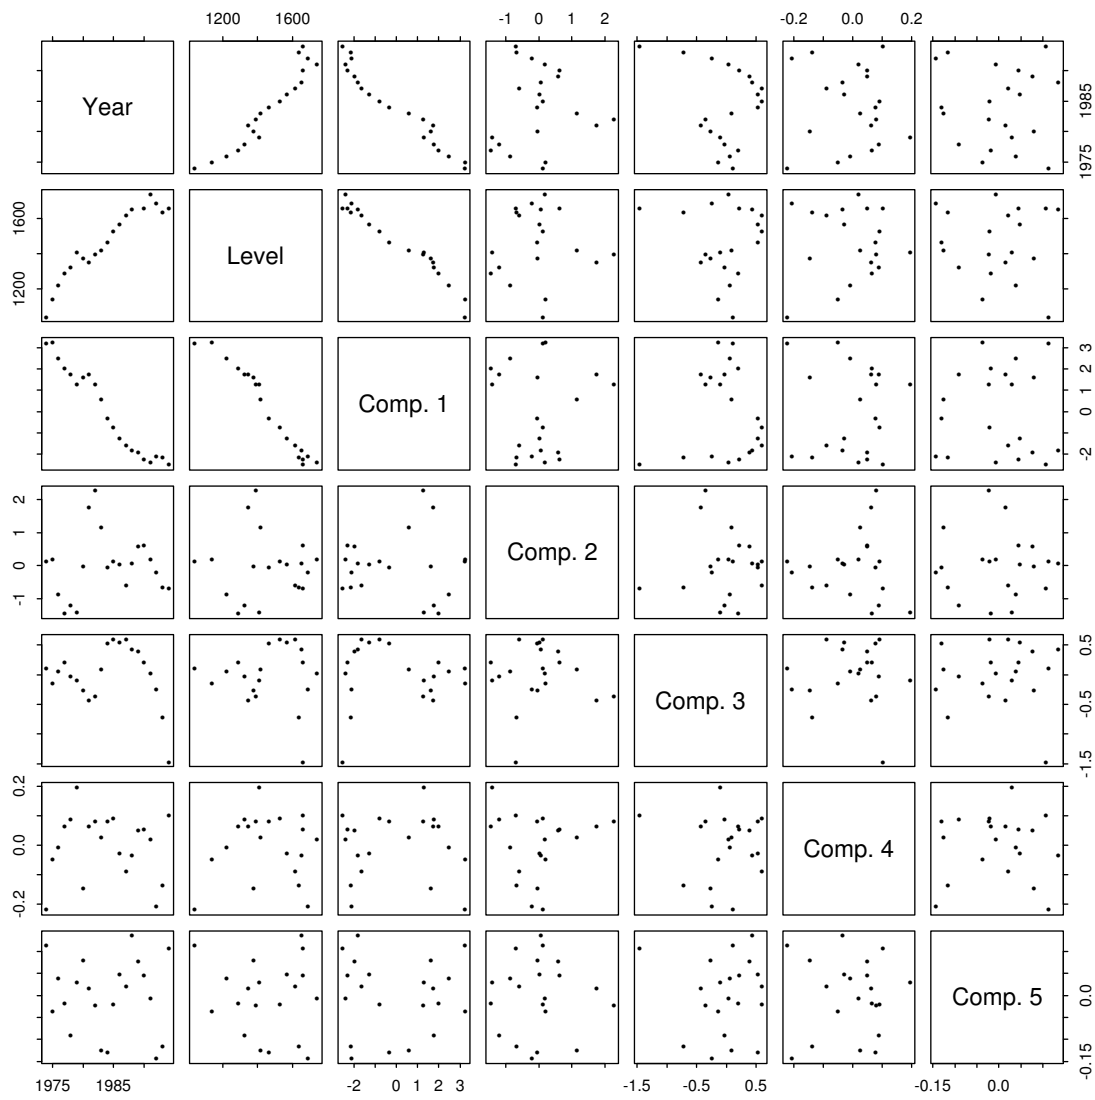 1200 1600 -1 0 1 2 -0.2 0.0 0.2
Year 1975 1985
1200 1600 Level
Comp. 1 -2 0 1 2 3
-1 0 1 2 Comp. 2
Comp. 3 -1.5 -0.5 0.5
-0.2 0.0 0.2 Comp. 4
Comp. 5 -0.15 0.0
1975 1985 -2 0 1 2 3 -1.5 -0.5 0.5 -0.15 0.0